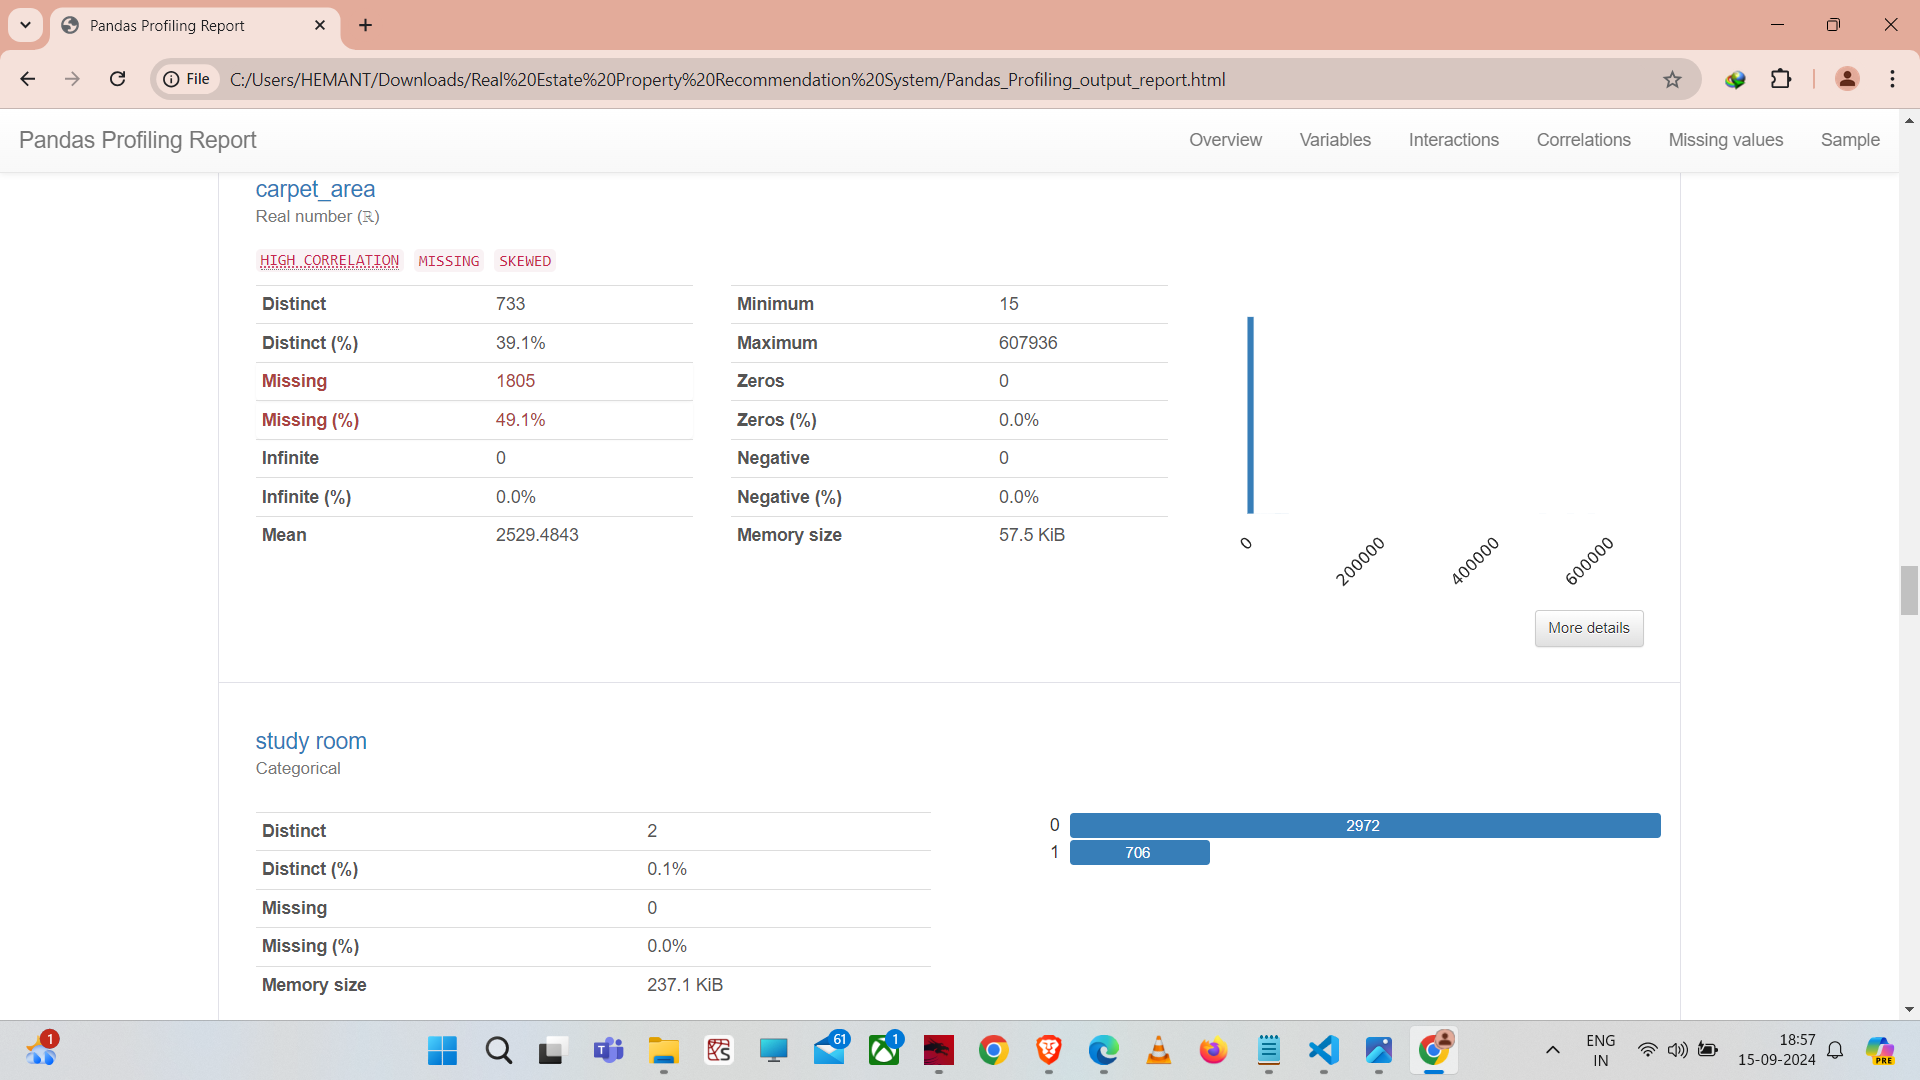 Pandas Profiling Report
File
C:/Users/HEMANT/Downloads/Real%20Estate%20Property%20Recommendation%20System/Pandas_Profiling_output_report.html
Pandas Profiling Report
Overview Variables Interactions Correlations Missing values Sample
carpet_area
Real number (ℝ)
HIGH CORRELATION MISSING SKEWED
Distinct 733
Distinct (%) 39.1%
Missing 1805
Missing (%) 49.1%
Infinite 0
Infinite (%) 0.0%
Mean 2529.4843
Minimum 15
Maximum 607936
Zeros 0
Zeros (%) 0.0%
Negative 0
Negative (%) 0.0%
Memory size 57.5 KiB
0 200000 400000 600000
More details
study room
Categorical
Distinct 2
Distinct (%) 0.1%
Missing 0
Missing (%) 0.0%
Memory size 237.1 KiB
0 2972
1 706
1
61
1
ENG
IN
18:57
15-09-2024
PRE